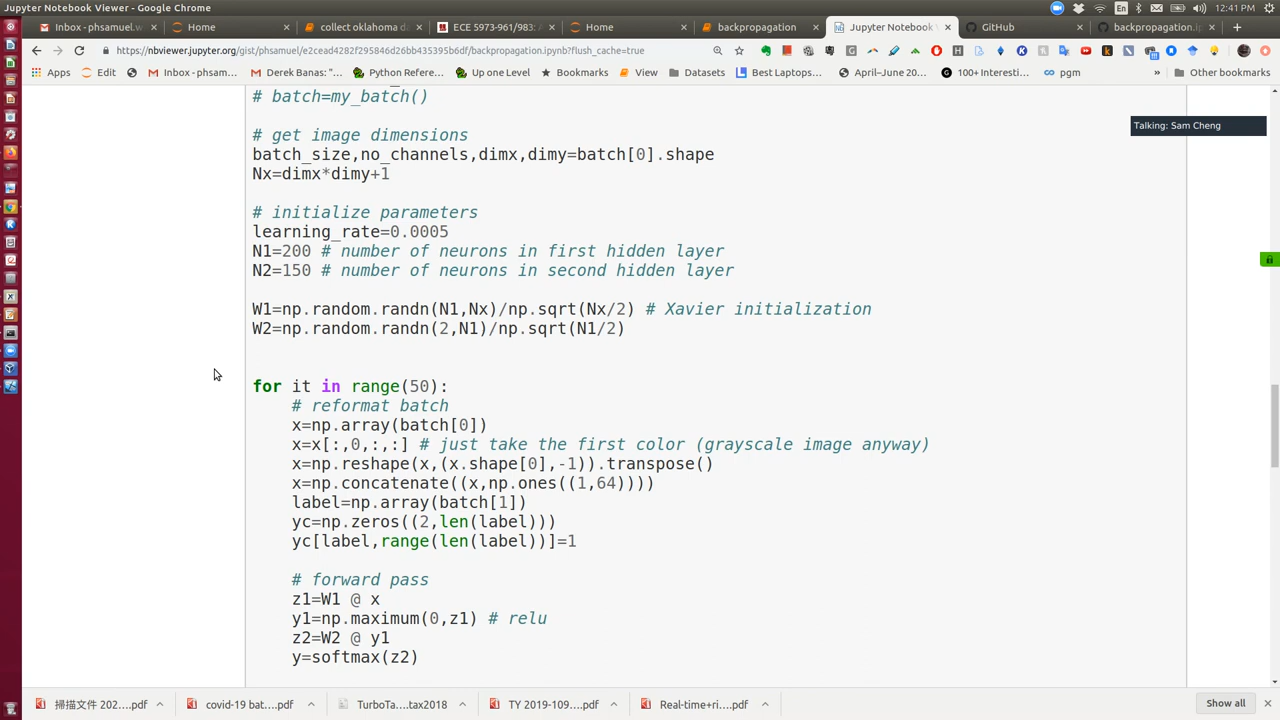 Jupyter Notebook Viewer - Google Chrome
En
12:41 PM
Inbox - phsamuel.w
Home
collect oklahoma da
ECE 5973-961/983: A
Home
backpropagation
Jupyter Notebook V
GitHub
backpropagation.ip
https://nbviewer.jupyter.org/gist/phsamuel/e2cead4282f295846d26bb435395b6df/backpropagation.ipynb?flush_cache=true
Apps
Edit
Inbox - phsam...
Derek Banas: "...
Python Refere...
Up one Level
Bookmarks
View
Datasets
Best Laptops...
April–June 20...
100+ Interesti...
pgm
»
Other bookmarks
# batch=my_batch()
Talking: Sam Cheng
# get image dimensions
batch_size,no_channels,dimx,dimy=batch[0].shape
Nx=dimx*dimy+1
# initialize parameters
learning_rate=0.0005
N1=200 # number of neurons in first hidden layer
N2=150 # number of neurons in second hidden layer
W1=np.random.randn(N1,Nx)/np.sqrt(Nx/2) # Xavier initialization
W2=np.random.randn(2,N1)/np.sqrt(N1/2)
for it in range(50):
# reformat batch
x=np.array(batch[0])
x=x[:,0,:,:] # just take the first color (grayscale image anyway)
x=np.reshape(x,(x.shape[0],-1)).transpose()
x=np.concatenate((x,np.ones((1,64))))
label=np.array(batch[1])
yc=np.zeros((2,len(label)))
yc[label,range(len(label))]=1
# forward pass
z1=W1 @ x
y1=np.maximum(0,z1) # relu
z2=W2 @ y1
y=softmax(z2)
掃描文件 202....pdf
covid-19 bat....pdf
TurboTa....tax2018
TY 2019-109....pdf
Real-time+ri....pdf
Show all